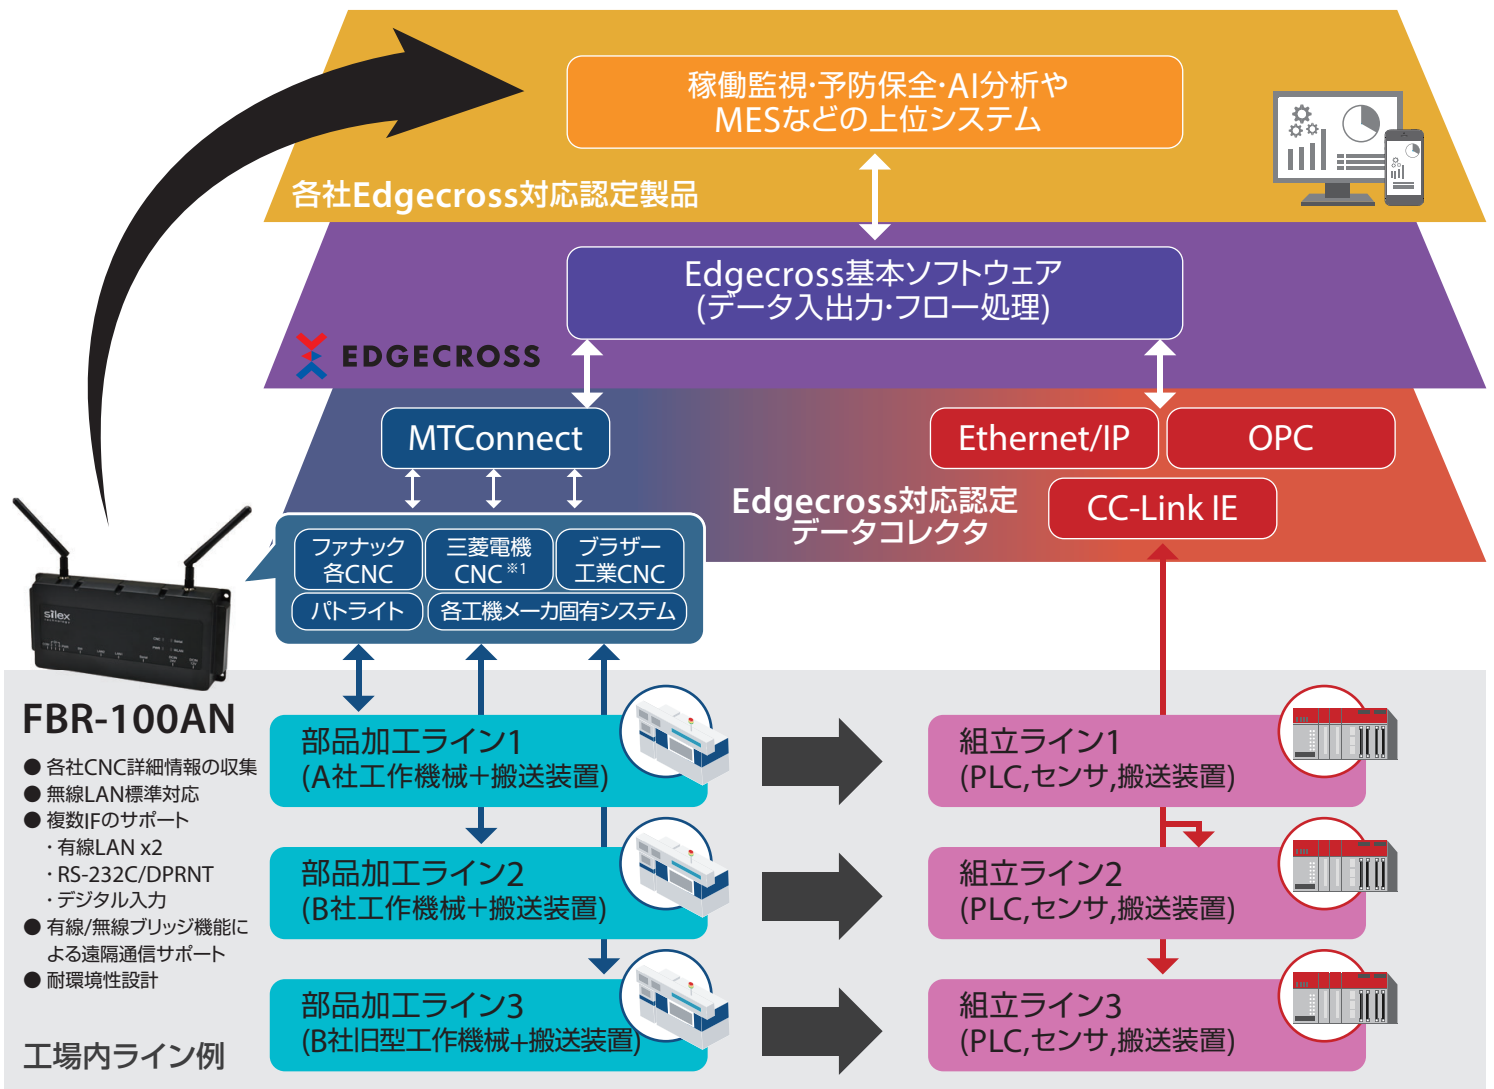 稼働監視・予防保全・AI分析や
MESなどの上位システム
各社Edgecross対応認定製品
Edgecross基本ソフトウェア
(データ入出力・フロー処理)
EDGECROSS
MTConnect
Ethernet/IP
OPC
CC-Link IE
Edgecross対応認定
データコレクタ
ファナック
各CNC
三菱電機
CNC※1
ブラザー
工業CNC
パトライト
各工機メーカ固有システム
silex
technology
FBR-100AN
● 各社CNC詳細情報の収集
● 無線LAN標準対応
● 複数IFのサポート
・有線LAN x2
・RS-232C/DPRNT
・デジタル入力
● 有線/無線ブリッジ機能に
よる遠隔通信サポート
● 耐環境性設計
工場内ライン例
部品加工ライン1
(A社工作機械+搬送装置)
組立ライン1
(PLC,センサ,搬送装置)
部品加工ライン2
(B社工作機械+搬送装置)
組立ライン2
(PLC,センサ,搬送装置)
部品加工ライン3
(B社旧型工作機械+搬送装置)
組立ライン3
(PLC,センサ,搬送装置)